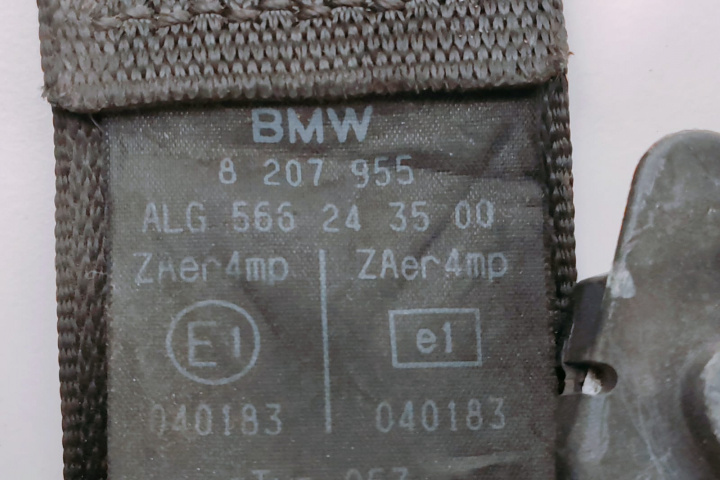 BMW
8 207 955
ALG 566 24 35 00
ZAer4mp ZAer4mp
E1 e1
040183 040183